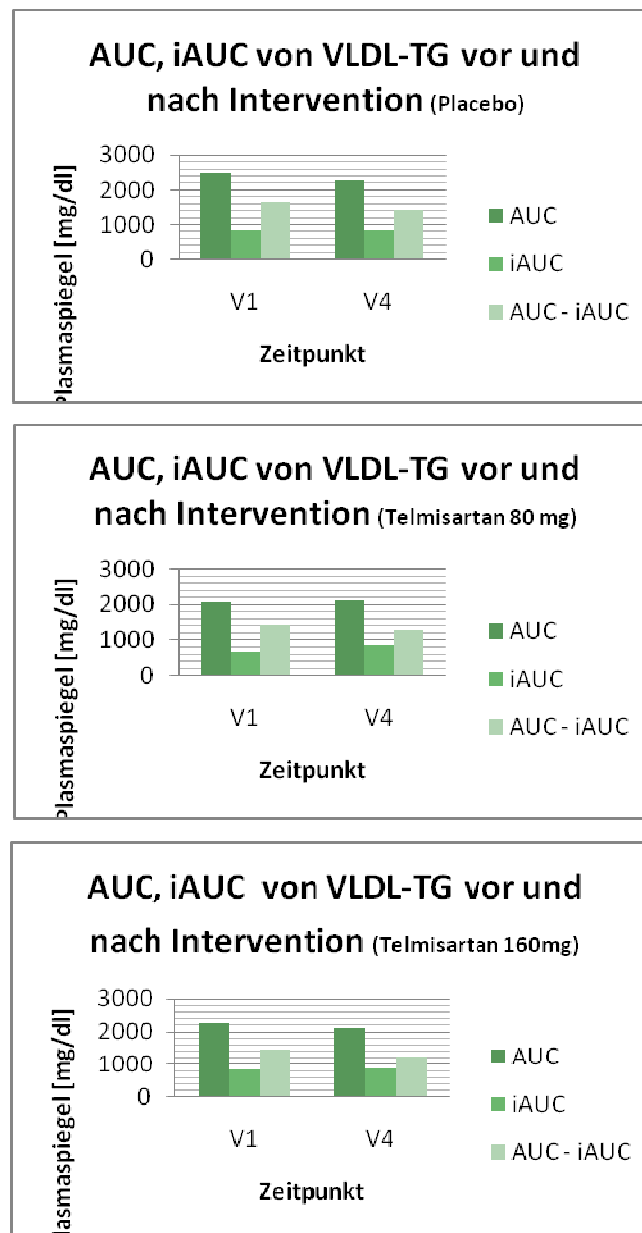 AUC, iAUC von VLDL-TG vor und
nach Intervention (Placebo)
Plasmaspiegel [mg/dl]
3000
2000
1000
0
V1 V4
Zeitpunkt
AUC
iAUC
AUC - iAUC
AUC, iAUC von VLDL-TG vor und
nach Intervention (Telmisartan 80 mg)
Plasmaspiegel [mg/dl]
3000
2000
1000
0
V1 V4
Zeitpunkt
AUC
iAUC
AUC - iAUC
AUC, iAUC von VLDL-TG vor und
nach Intervention (Telmisartan 160mg)
lasmaspiegel [mg/dl]
3000
2000
1000
0
V1 V4
Zeitpunkt
AUC
iAUC
AUC - iAUC